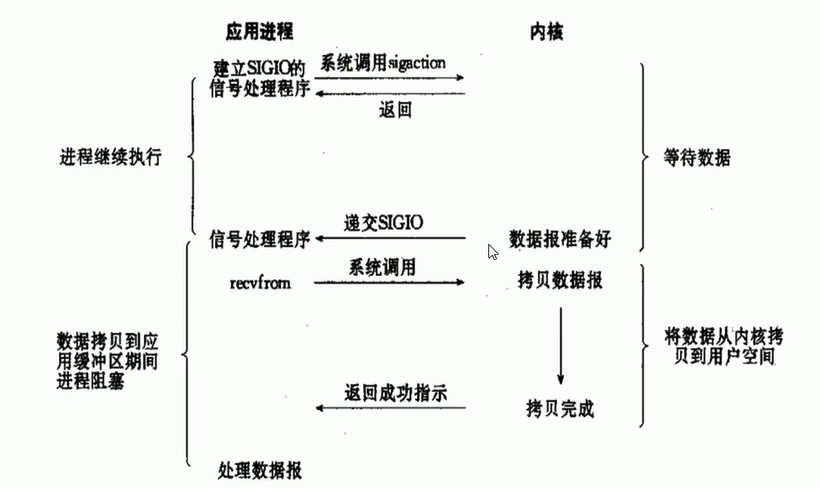 应用进程
内核
建立SIGIO的
信号处理程序
系统调用sigaction
返回
进程继续执行
等待数据
递交SIGIO
信号处理程序
数据报准备好
系统调用
recvfrom
拷贝数据报
数据拷贝到应
用缓冲区期间
进程阻塞
将数据从内核拷
贝到用户空间
返回成功指示
拷贝完成
处理数据报